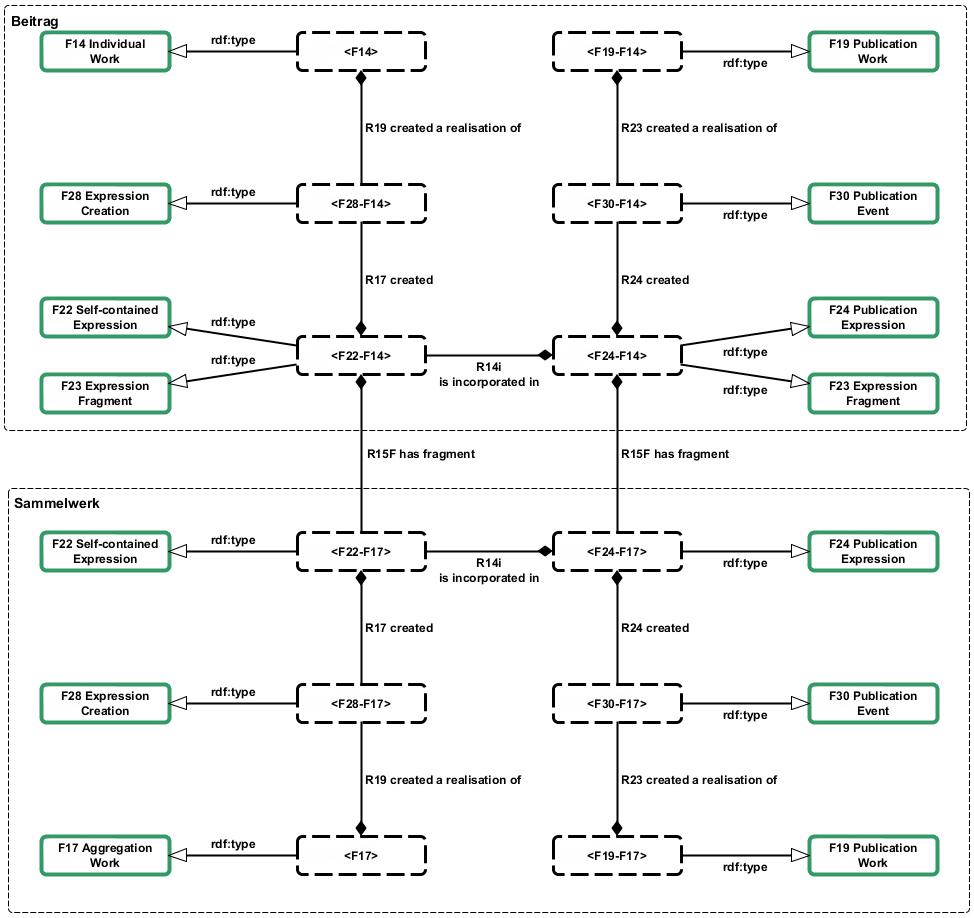 Beitrag
F14 Individual
Work
rdf:type
<F14>
<F19-F14>
rdf:type
F19 Publication
Work
R19 created a realisation of
R23 created a realisation of
F28 Expression
Creation
rdf:type
<F28-F14>
<F30-F14>
rdf:type
F30 Publication
Event
R17 created
R24 created
F22 Self-contained
Expression
rdf:type
F24 Publication
Expression
rdf:type
<F22-F14>
R14i
is incorporated in
<F24-F14>
rdf:type
F23 Expression
Fragment
rdf:type
F23 Expression
Fragment
R15F has fragment
R15F has fragment
Sammelwerk
F22 Self-contained
Expression
rdf:type
<F22-F17>
R14i
is incorporated in
<F24-F17>
rdf:type
F24 Publication
Expression
R17 created
R24 created
F28 Expression
Creation
rdf:type
<F28-F17>
<F30-F17>
rdf:type
F30 Publication
Event
R19 created a realisation of
R23 created a realisation of
F17 Aggregation
Work
rdf:type
<F17>
<F19-F17>
rdf:type
F19 Publication
Work